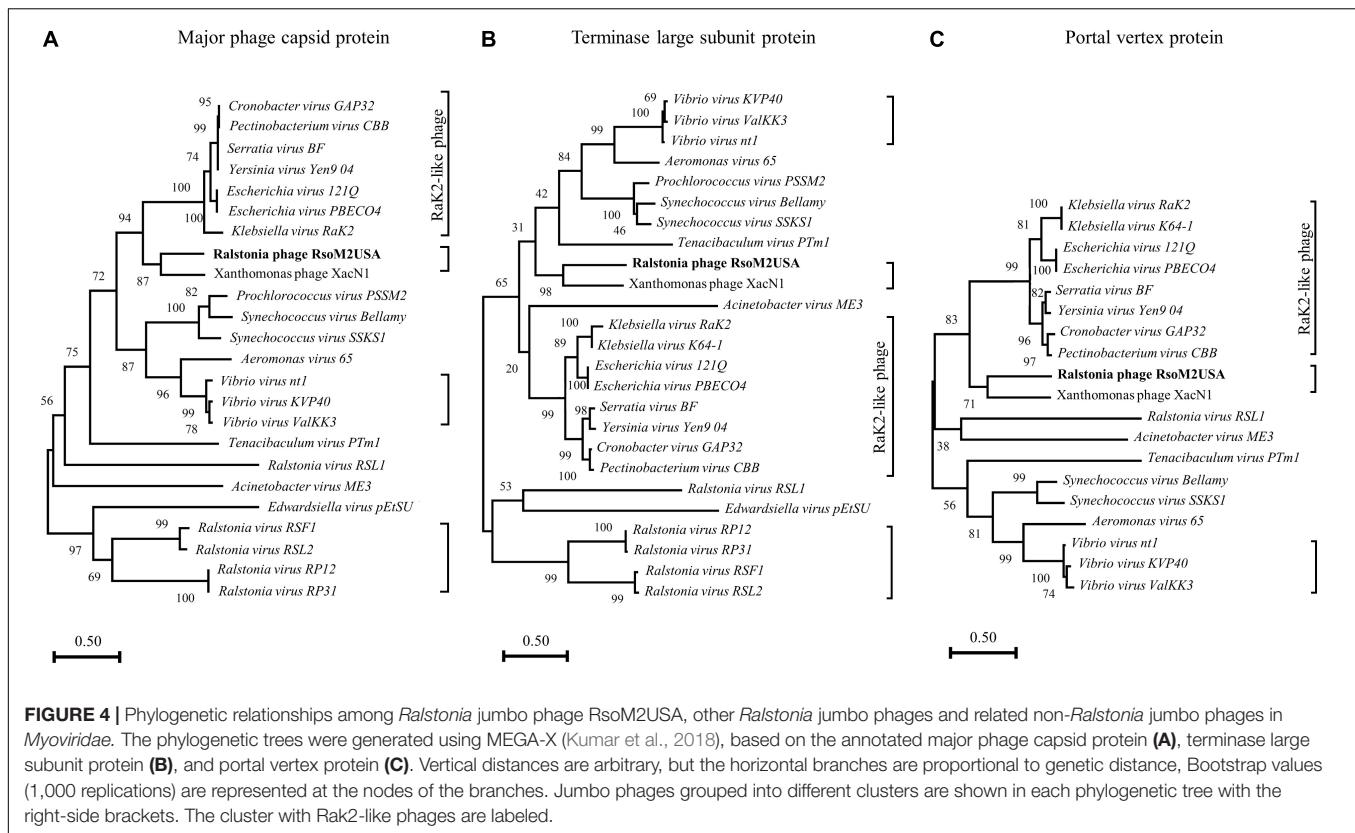 A
Major phage capsid protein
95
Cronobacter virus GAP32
Pectinobacterium virus CBB
99
Serratia virus BF
74
Yersinia virus Yen9 04
100
Escherichia virus 121Q
Escherichia virus PBECO4
100
Klebsiella virus RaK2
94
Ralstonia phage RsoM2USA
87
Xanthomonas phage XacN1
72
82
Prochlorococcus virus PSSM2
100
Synechococcus virus Bellamy
Synechococcus virus SSKS1
75
87
Aeromonas virus 65
96
Vibrio virus nt1
Vibrio virus KVP40
99
78
Vibrio virus ValKK3
56
Tenacibaculum virus PTm1
Ralstonia virus RSL1
Acinetobacter virus ME3
Edwardsiella virus pEtSU
99
Ralstonia virus RSF1
97
Ralstonia virus RSL2
69
Ralstonia virus RP12
100
Ralstonia virus RP31
RaK2-like phage
0.50
B
Terminase large subunit protein
69
Vibrio virus KVP40
100
Vibrio virus ValKK3
99
Vibrio virus nt1
84
Aeromonas virus 65
Prochlorococcus virus PSSM2
42
Synechococcus virus Bellamy
100
46
Synechococcus virus SSKS1
31
Tenacibaculum virus PTm1
Ralstonia phage RsoM2USA
65
98
Xanthomonas phage XacN1
Acinetobacter virus ME3
100
Klebsiella virus RaK2
89
Klebsiella virus K64-1
20
Escherichia virus 121Q
100
Escherichia virus PBECO4
99
98
Serratia virus BF
Yersinia virus Yen9 04
99
Cronobacter virus GAP32
100
Pectinobacterium virus CBB
53
Ralstonia virus RSL1
Edwardsiella virus pEtSU
100
Ralstonia virus RP12
Ralstonia virus RP31
99
Ralstonia virus RSF1
99
Ralstonia virus RSL2
RaK2-like phage
0.50
C
Portal vertex protein
100
Klebsiella virus RaK2
81
Klebsiella virus K64-1
Escherichia virus 121Q
99
100
Escherichia virus PBECO4
82
Serratia virus BF
Yersinia virus Yen9 04
83
96
Cronobacter virus GAP32
97
Pectinobacterium virus CBB
Ralstonia phage RsoM2USA
71
Xanthomonas phage XacN1
Ralstonia virus RSL1
38
Acinetobacter virus ME3
Tenacibaculum virus PTm1
99
Synechococcus virus Bellamy
56
Synechococcus virus SSKS1
81
Aeromonas virus 65
99
Vibrio virus nt1
100
Vibrio virus KVP40
74
Vibrio virus ValKK3
RaK2-like phage
0.50
FIGURE 4 | Phylogenetic relationships among Ralstonia jumbo phage RsoM2USA, other Ralstonia jumbo phages and related non-Ralstonia jumbo phages in
Myoviridae. The phylogenetic trees were generated using MEGA-X (Kumar et al., 2018), based on the annotated major phage capsid protein (A), terminase large
subunit protein (B), and portal vertex protein (C). Vertical distances are arbitrary, but the horizontal branches are proportional to genetic distance, Bootstrap values
(1,000 replications) are represented at the nodes of the branches. Jumbo phages grouped into different clusters are shown in each phylogenetic tree with the
right-side brackets. The cluster with Rak2-like phages are labeled.